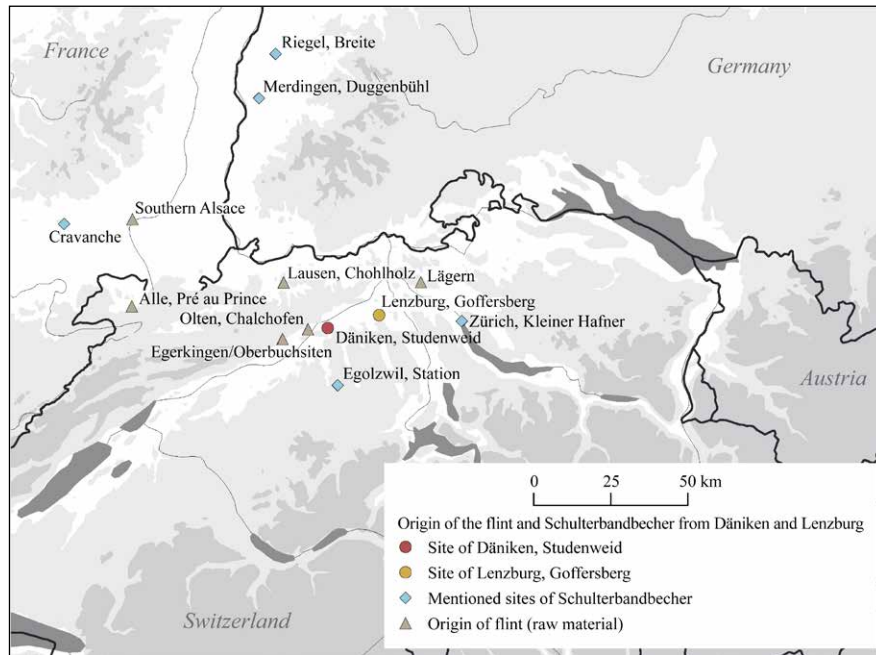 France
Riegel, Breite
Germany
Merdingen, Duggenbühl
Southern Alsace
Cravanche
Lausen, Chohlholz
Lägern
Alle, Pré au Prince
Lenzburg, Goffersberg
Olten, Chalchofen
Zürich, Kleiner Hafner
Däniken, Studenweid
Egerkingen/Oberbuchsiten
Egolzwil, Station
Austria
0 25 50 km
Origin of the flint and Schulterbandbecher from Däniken and Lenzburg
Site of Däniken, Studenweid
Site of Lenzburg, Goffersberg
Mentioned sites of Schulterbandbecher
Origin of flint (raw material)
Switzerland